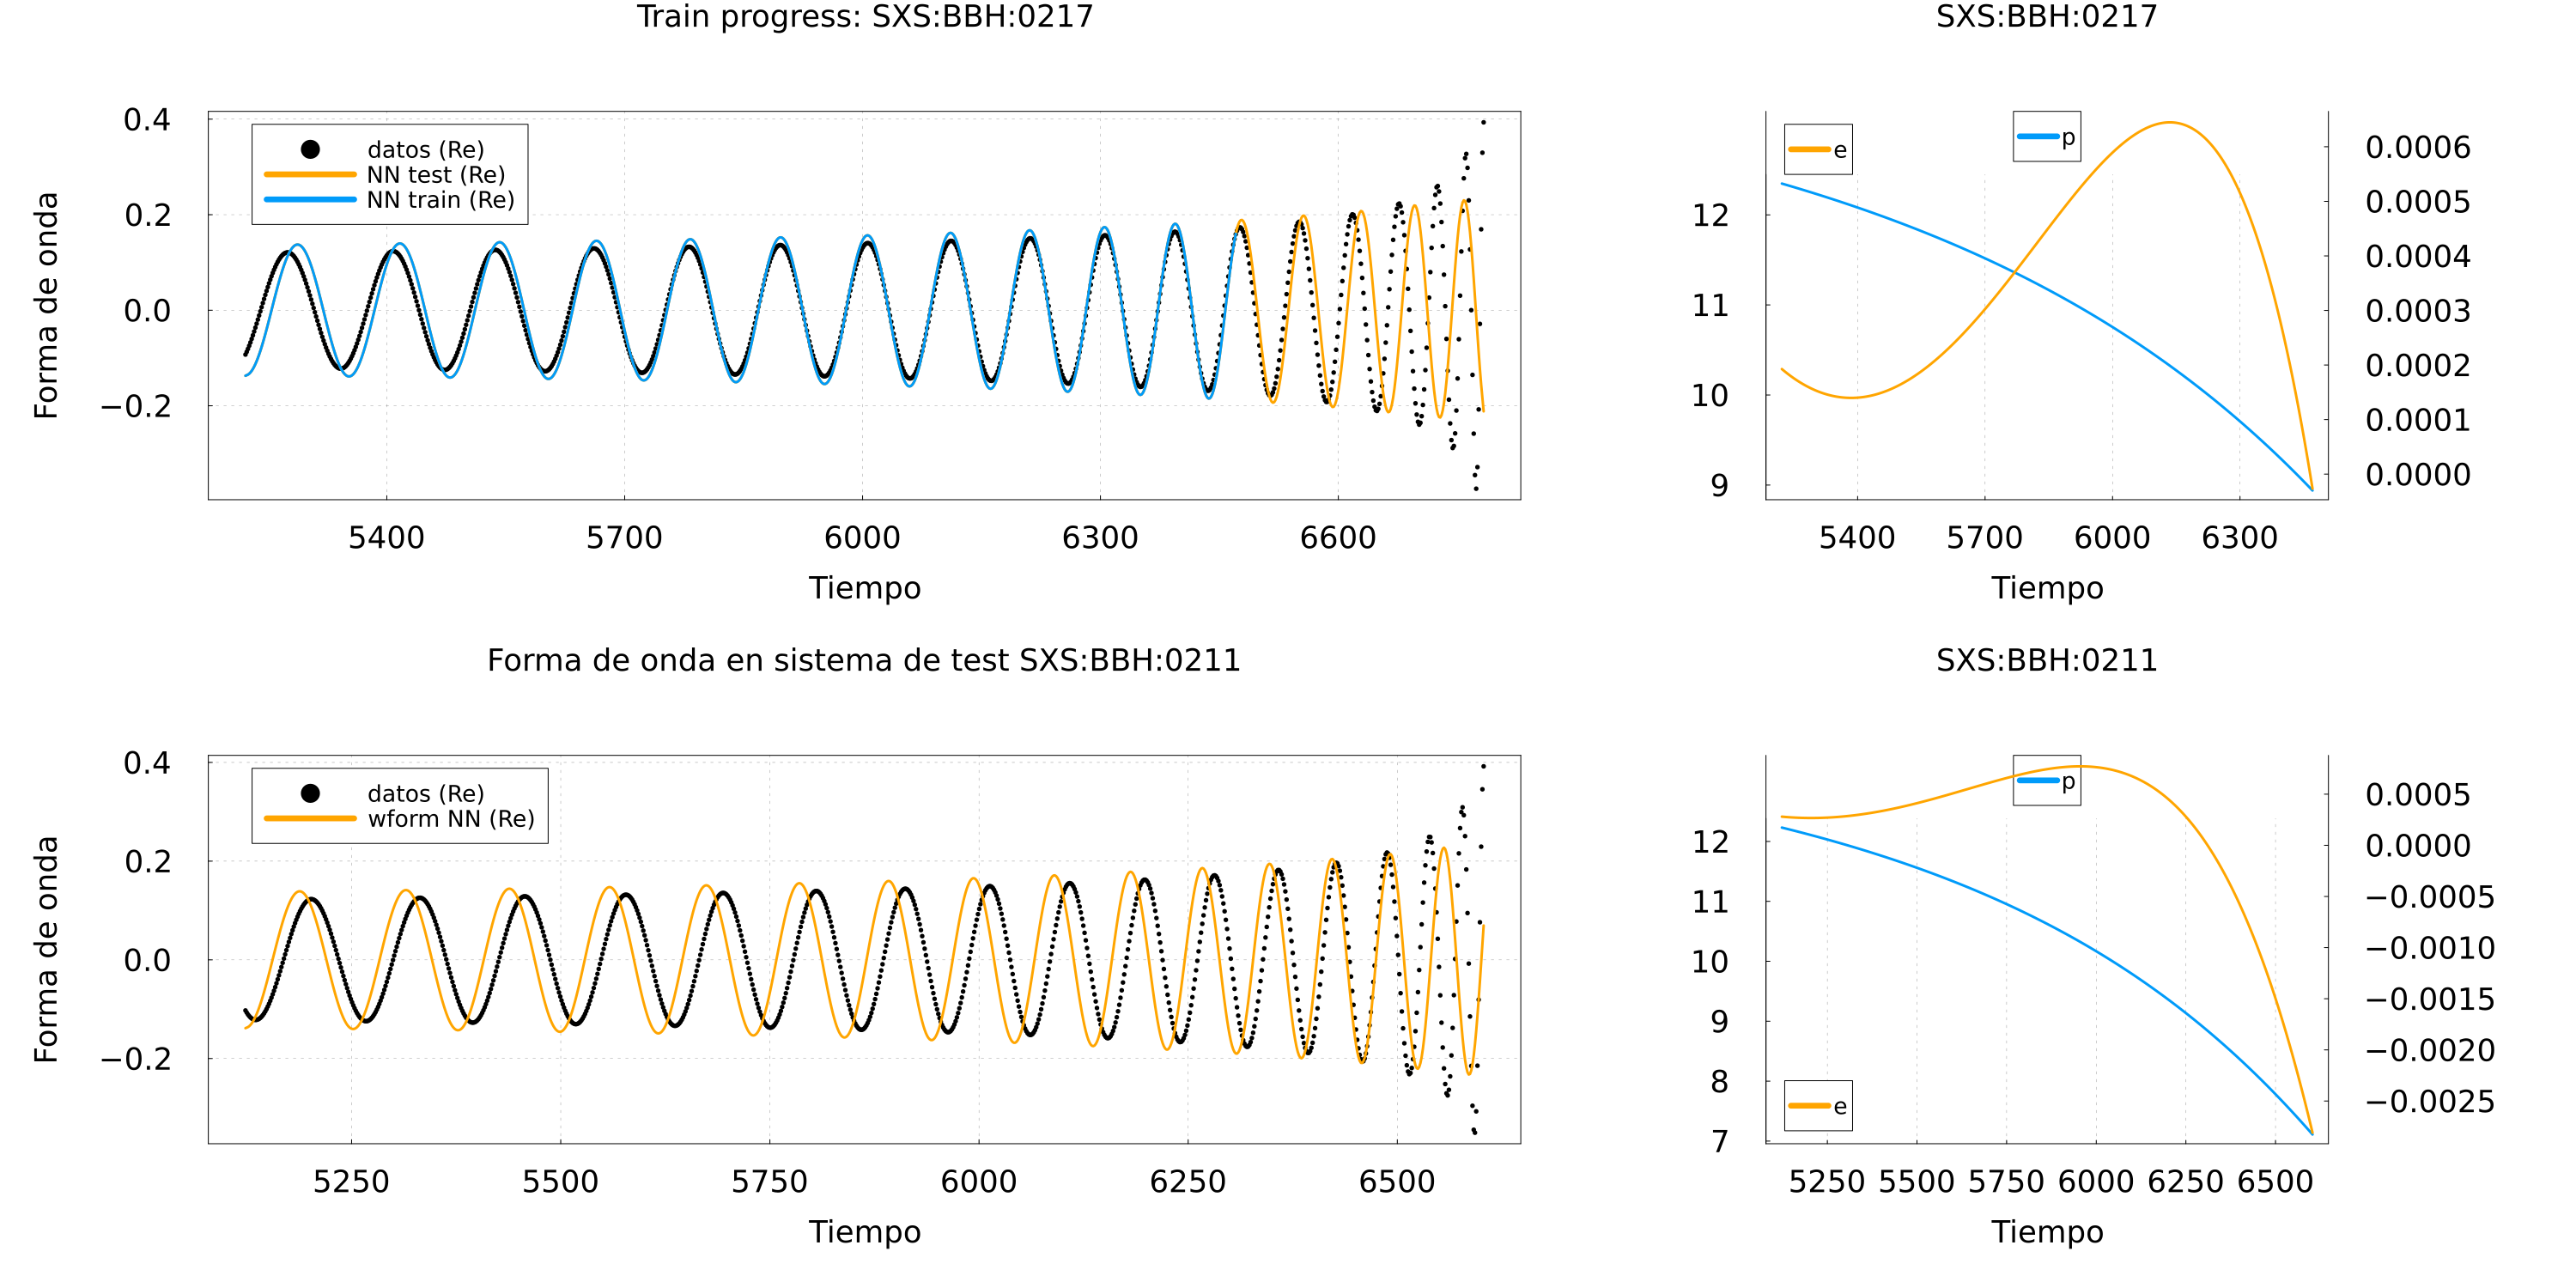 Train progress: SXS:BBH:0217
0.4
0.2
0.0
−0.2
Forma de onda
datos (Re)
NN test (Re)
NN train (Re)
5400 5700 6000 6300 6600
Tiempo
SXS:BBH:0217
e
p
12
11
10
9
0.0006
0.0005
0.0004
0.0003
0.0002
0.0001
0.0000
5400 5700 6000 6300
Tiempo
Forma de onda en sistema de test SXS:BBH:0211
0.4
0.2
0.0
−0.2
Forma de onda
datos (Re)
wform NN (Re)
5250 5500 5750 6000 6250 6500
Tiempo
SXS:BBH:0211
p
e
12
11
10
9
8
7
0.0005
0.0000
−0.0005
−0.0010
−0.0015
−0.0020
−0.0025
5250 5500 5750 6000 6250 6500
Tiempo